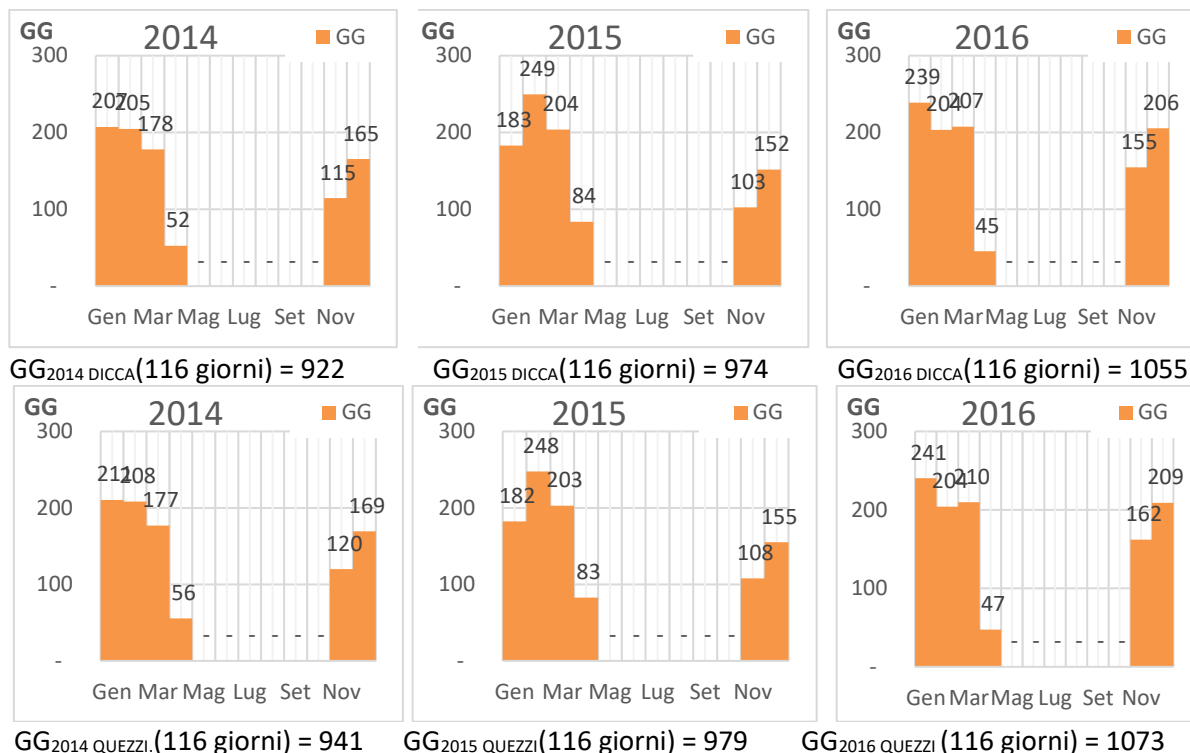 GG 2014 GG
300
200
100
-
207 205 178 52 - - - - - - 115 165
Gen Mar Mag Lug Set Nov
GG2014 DICCA(116 giorni) = 922
2015 GG
300
200
100
-
183 249 204 84 - - - - - - 103 152
Gen Mar Mag Lug Set Nov
GG2015 DICCA(116 giorni) = 974
GG 2016 GG
300
200
100
-
239 204 207 45 - - - - - - 155 206
Gen Mar Mag Lug Set Nov
GG2016 DICCA(116 giorni) = 1055
GG 2014 GG
300
200
100
-
211 208 177 56 - - - - - - 120 169
Gen Mar Mag Lug Set Nov
GG2014 QUEZZI.(116 giorni) = 941
GG 2015 GG
300
200
100
-
182 248 203 83 - - - - - - 108 155
Gen Mar Mag Lug Set Nov
GG2015 QUEZZI(116 giorni) = 979
GG 2016 GG
300
200
100
-
241 204 210 47 - - - - - - 162 209
Gen Mar Mag Lug Set Nov
GG2016 QUEZZI (116 giorni) = 1073